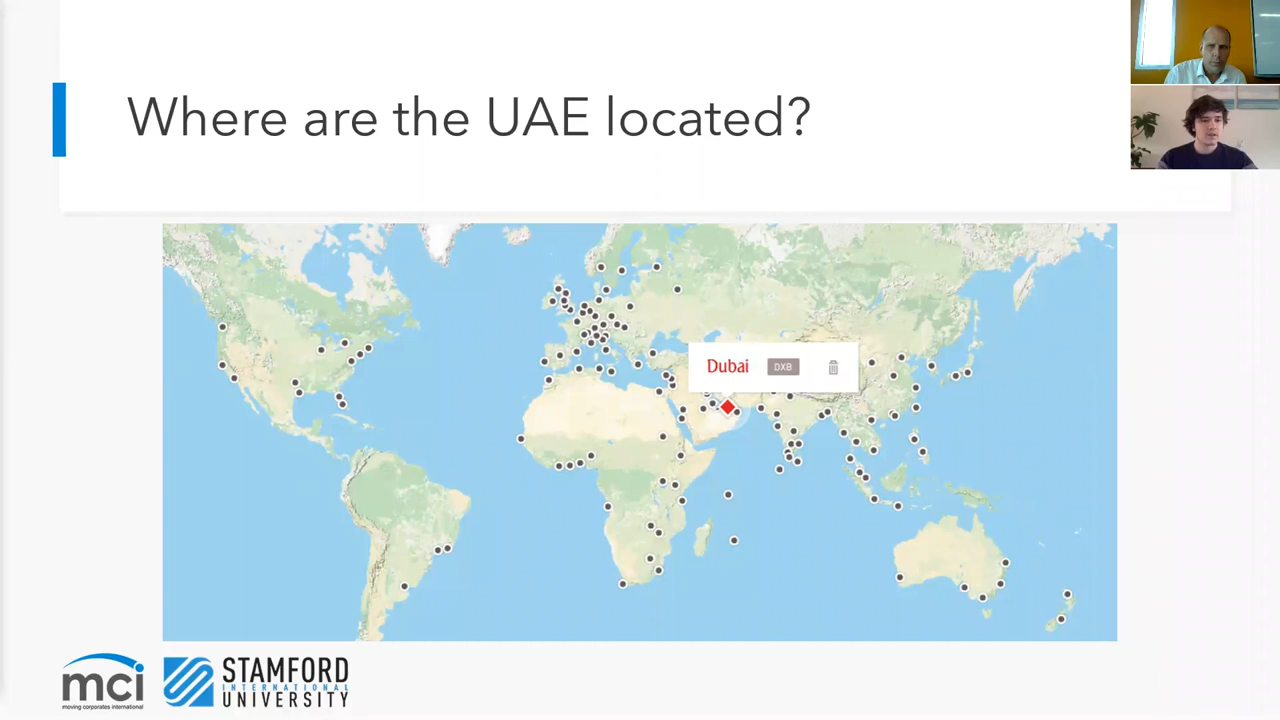 Where are the UAE located?
Dubai DXB
mci
moving corporates international
STAMFORD
INTERNATIONAL
UNIVERSITY